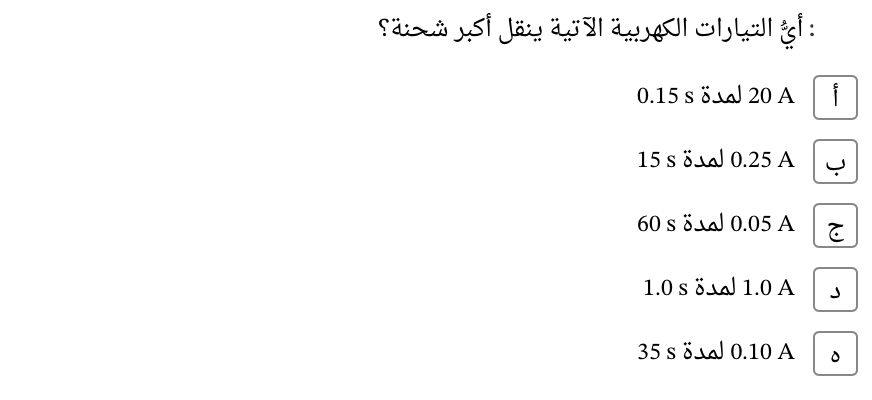 : أيُّ التيارات الكهربية الآتية ينقل أكبر شحنة؟
أ 20 A لمدة 0.15 s
ب 0.25 A لمدة 15 s
ج 0.05 A لمدة 60 s
د 1.0 A لمدة 1.0 s
ه 0.10 A لمدة 35 s